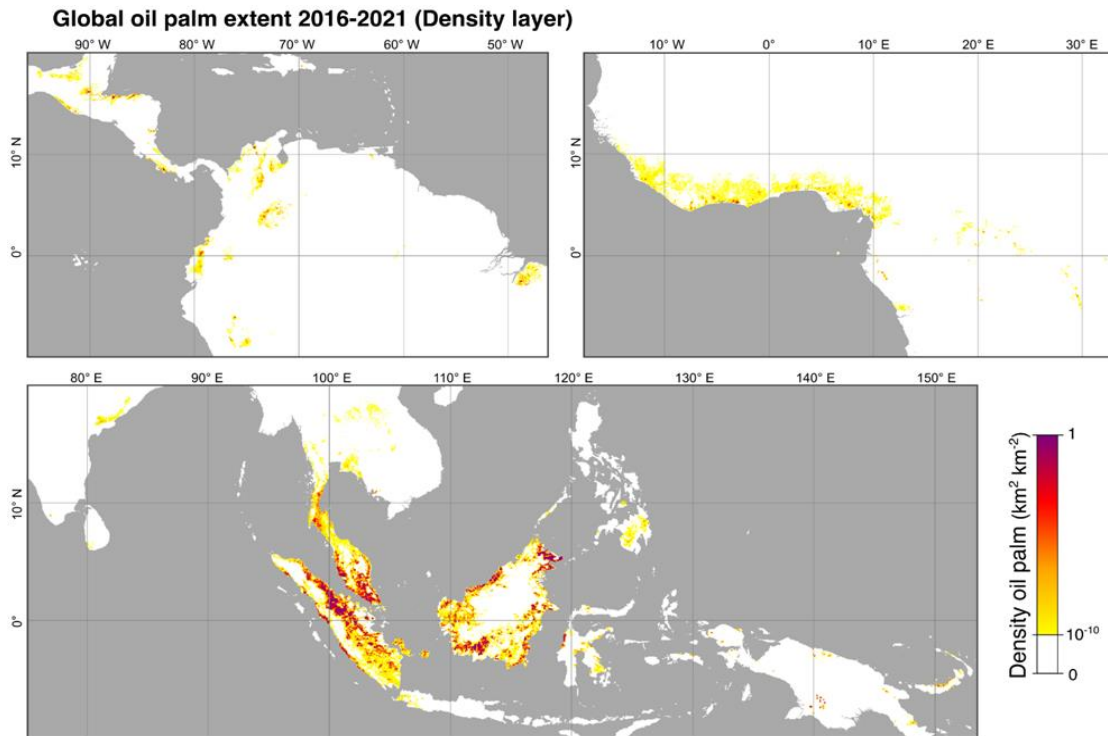 Global oil palm extent 2016-2021 (Density layer)
90° W 80° W 70° W 60° W 50° W
10° N
0°
10° W 0° 10° E 20° E 30° E
10° N
0°
80° E 90° E 100° E 110° E 120° E 130° E 140° E 150° E
10° N
0°
Density oil palm (km² km⁻²)
1
10⁻¹⁰
0